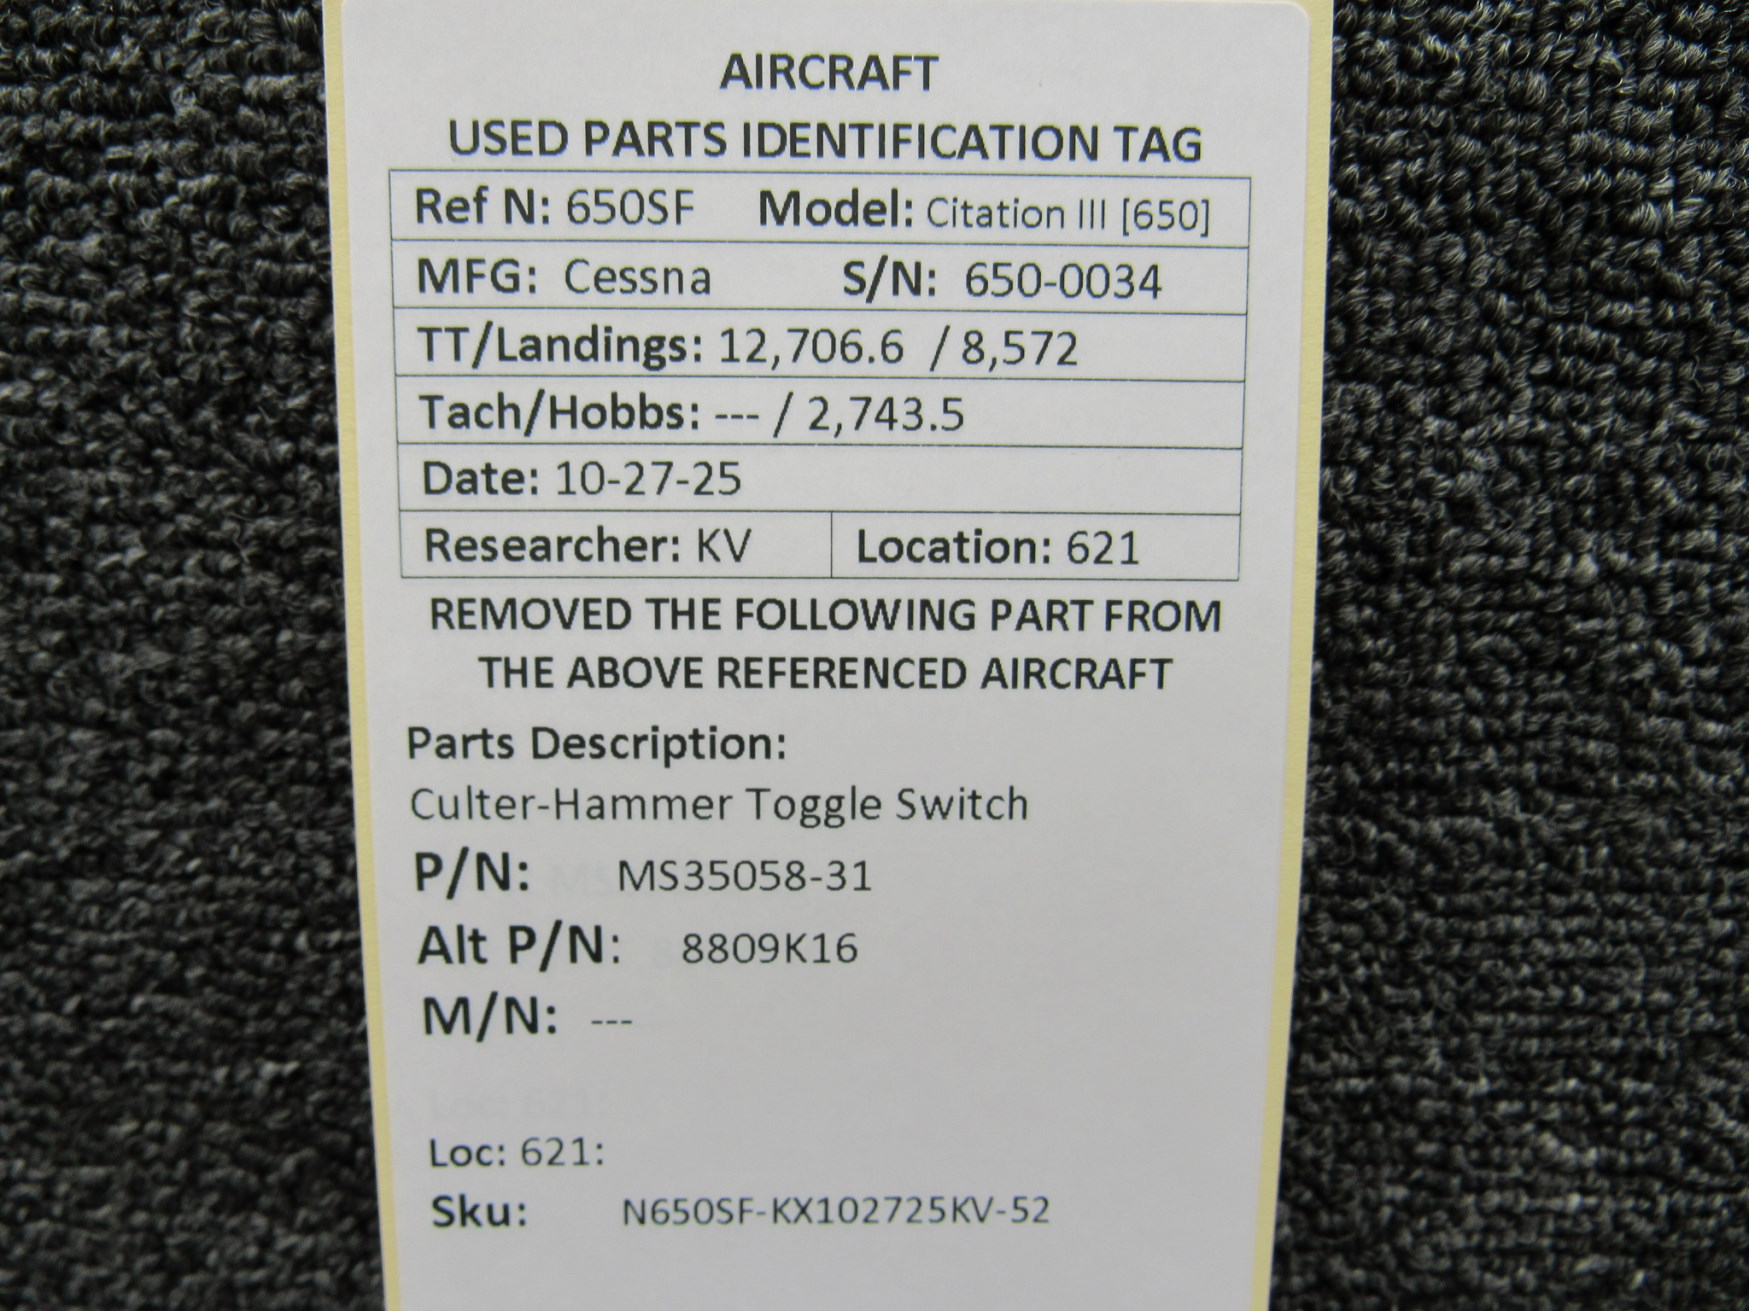 AIRCRAFT
USED PARTS IDENTIFICATION TAG
Ref N: 650SF Model: Citation III [650]
MFG: Cessna S/N: 650-0034
TT/Landings: 12,706.6 / 8,572
Tach/Hobbs: --- / 2,743.5
Date: 10-27-25
Researcher: KV Location: 621
REMOVED THE FOLLOWING PART FROM
THE ABOVE REFERENCED AIRCRAFT
Parts Description:
Culter-Hammer Toggle Switch
P/N: MS35058-31
Alt P/N: 8809K16
M/N: ---
Loc: 621:
Sku: N650SF-KX102725KV-52